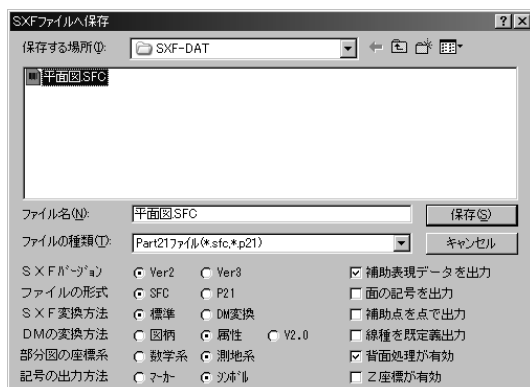 SXFファイルへ保存
保存する場所(I): SXF-DAT
平面図.SFC
ファイル名(N): 平面図.SFC 保存(S)
ファイルの種類(T): Part21ファイル(*.sfc,*.p21) キャンセル
SXFバージョン Ver2 Ver3 補助表現データを出力
ファイルの形式 SFC P21 面の記号を出力
SXF変換方法 標準 DM変換 補助点を点で出力
DMの変換方法 図柄 属性 V2.0 線種を既定義出力
部分図の座標系 数学系 測地系 背面処理が有効
記号の出力方法 マーカー シンボル Z座標が有効